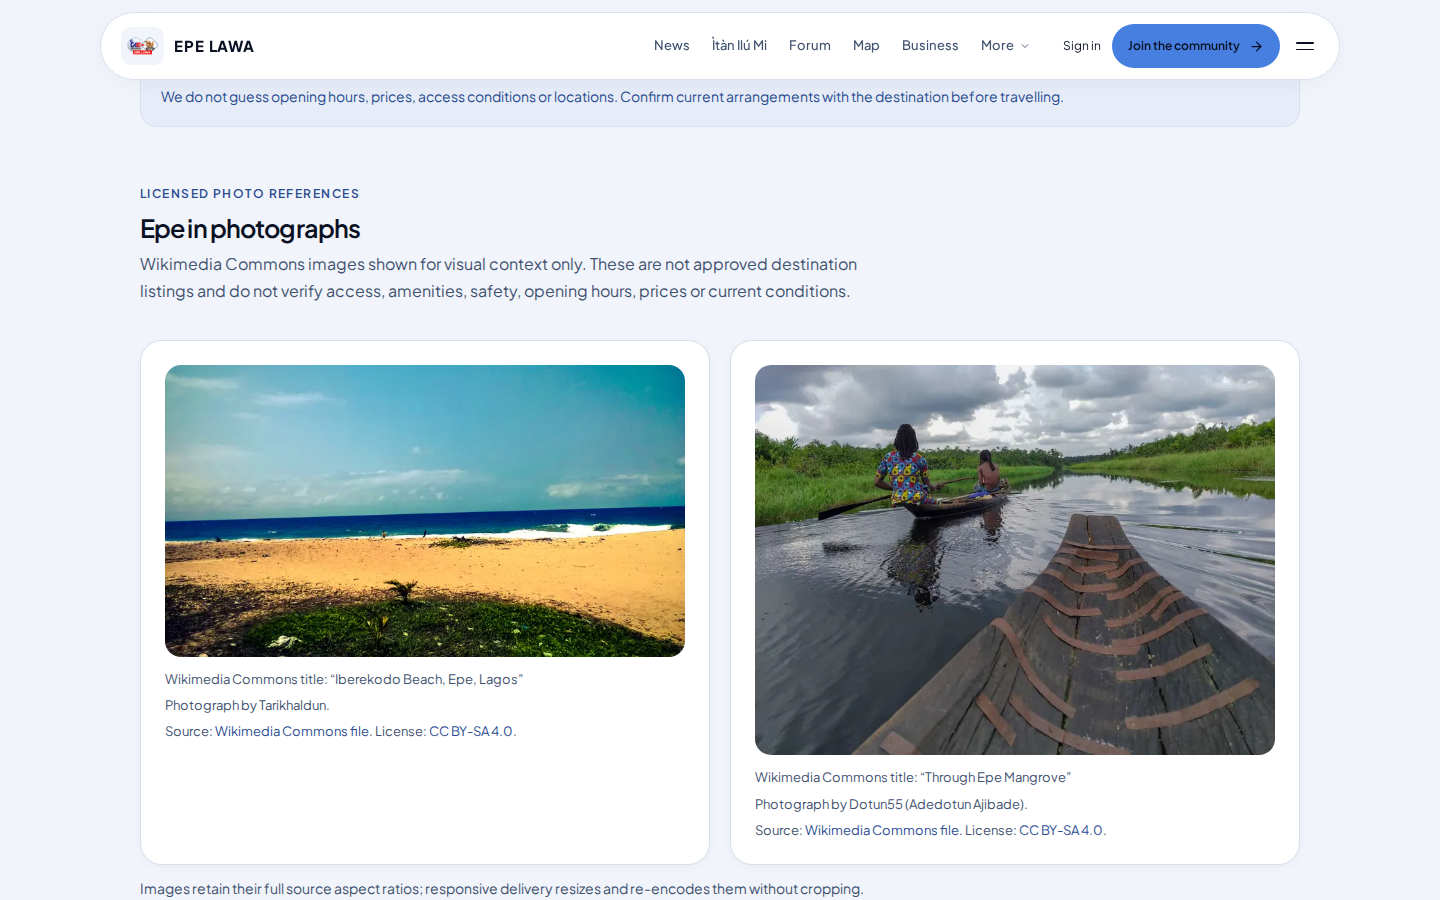 EPE LAWA
News
Ìtàn Ilú Mi
Forum
Map
Business
More
Sign in
Join the community
We do not guess opening hours, prices, access conditions or locations. Confirm current arrangements with the destination before travelling.
LICENSED PHOTO REFERENCES
Epe in photographs
Wikimedia Commons images shown for visual context only. These are not approved destination
listings and do not verify access, amenities, safety, opening hours, prices or current conditions.
Wikimedia Commons title: “Iberekodo Beach, Epe, Lagos”
Photograph by Tarikhaldun.
Source: Wikimedia Commons file. License: CC BY-SA 4.0.
Wikimedia Commons title: “Through Epe Mangrove”
Photograph by Dotun55 (Adedotun Ajibade).
Source: Wikimedia Commons file. License: CC BY-SA 4.0.
Images retain their full source aspect ratios; responsive delivery resizes and re-encodes them without cropping.